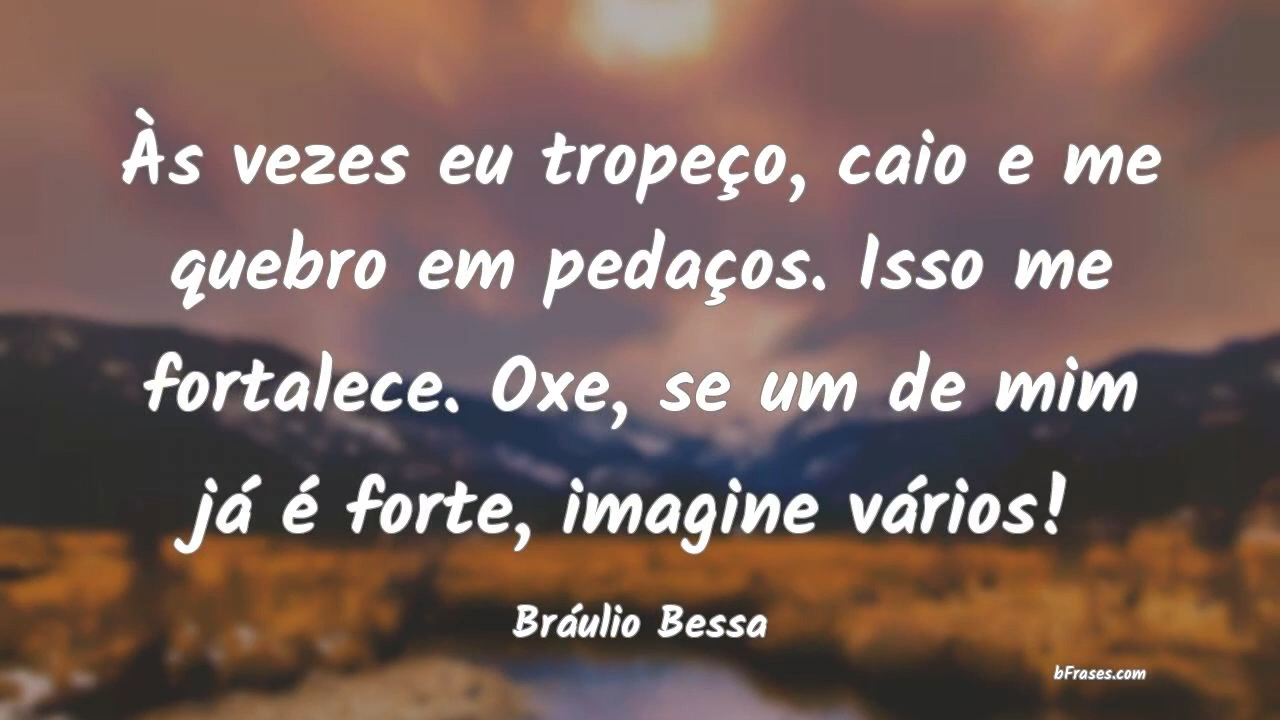 Às vezes eu tropeço, caio e me
quebro em pedaços. Isso me
fortalece. Oxe, se um de mim
já é forte, imagine vários!
Bráulio Bessa
bFrases.com